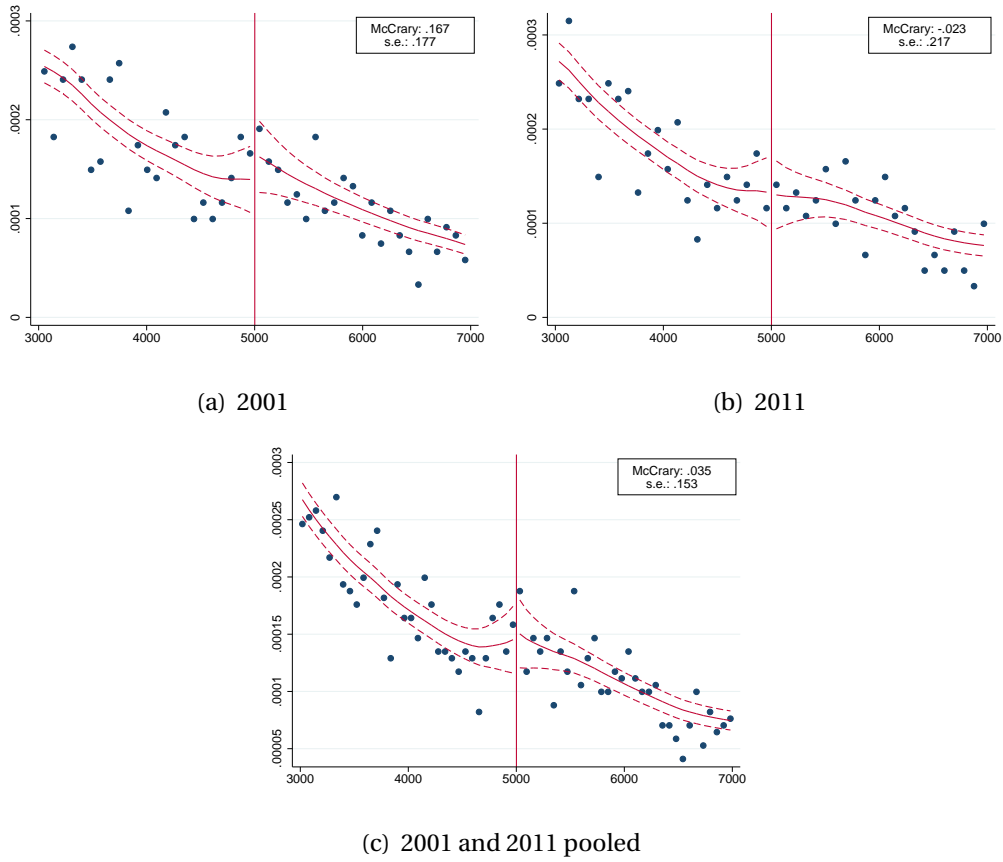 McCrary: .167
s.e.: .177
.0003
.0002
.0001
0
3000 4000 5000 6000 7000
(a) 2001
McCrary: -.023
s.e.: .217
.0003
.0002
.0001
0
3000 4000 5000 6000 7000
(b) 2011
McCrary: .035
s.e.: .153
.0003
.00025
.0002
.00015
.0001
.00005
3000 4000 5000 6000 7000
(c) 2001 and 2011 pooled